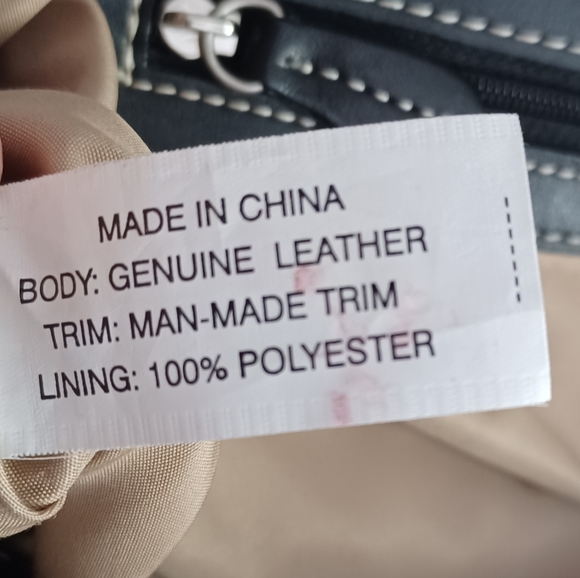 MADE IN CHINA
BODY: GENUINE LEATHER
TRIM: MAN-MADE TRIM
LINING: 100% POLYESTER